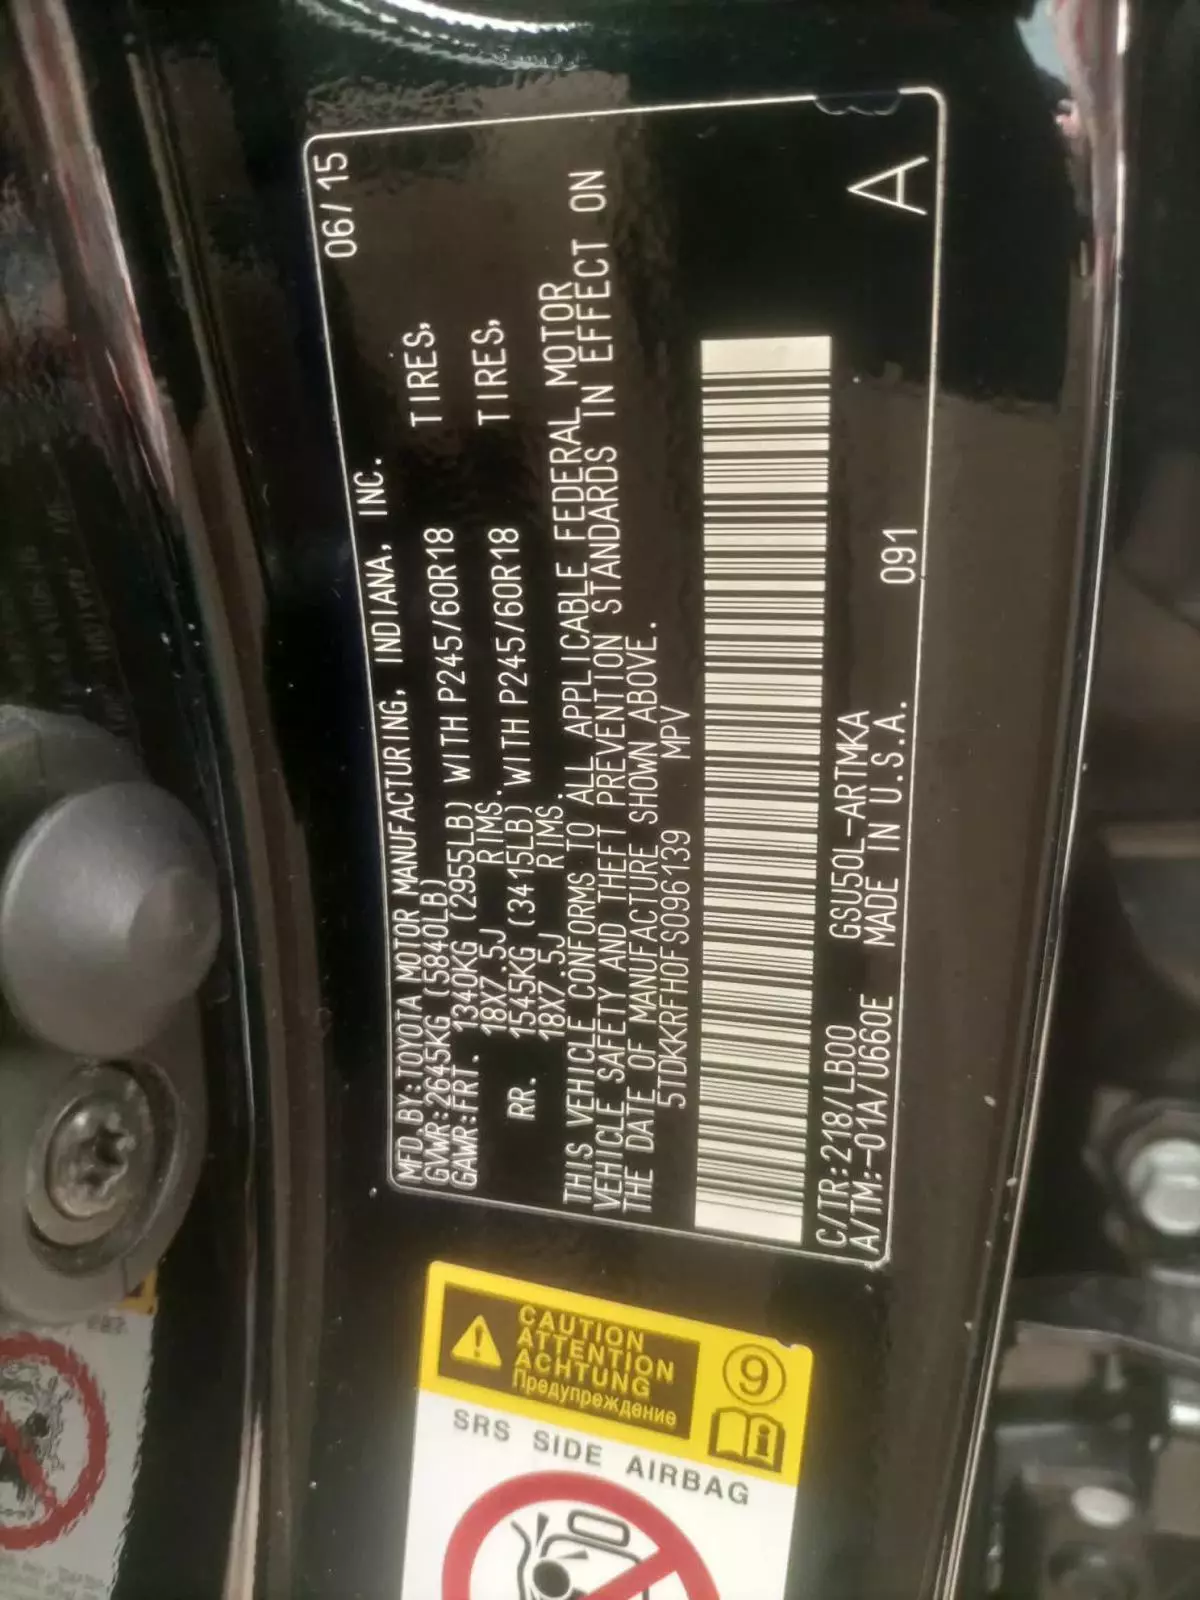 MFD.BY:TOYOTA MOTOR MANUFACTURING, INDIANA, INC. 06/15
GVWR:2645KG (5840LB)
GAWR:FRT. 1340KG (2955LB) WITH P245/60R18 TIRES,
18X7.5J RIMS.
RR. 1545KG (3415LB) WITH P245/60R18 TIRES,
18X7.5J RIMS.
THIS VEHICLE CONFORMS TO ALL APPLICABLE FEDERAL MOTOR
VEHICLE SAFETY AND THEFT PREVENTION STANDARDS IN EFFECT ON
THE DATE OF MANUFACTURE SHOWN ABOVE.
5TDKKRFH0FS096139 MPV
C/TR:218/LB00 GSU50L-ARTMKA
A/TM:-01A/U660E MADE IN U.S.A. 091 A
CAUTION
ATTENTION
ACHTUNG
Предупреждение
9
SRS SIDE AIRBAG